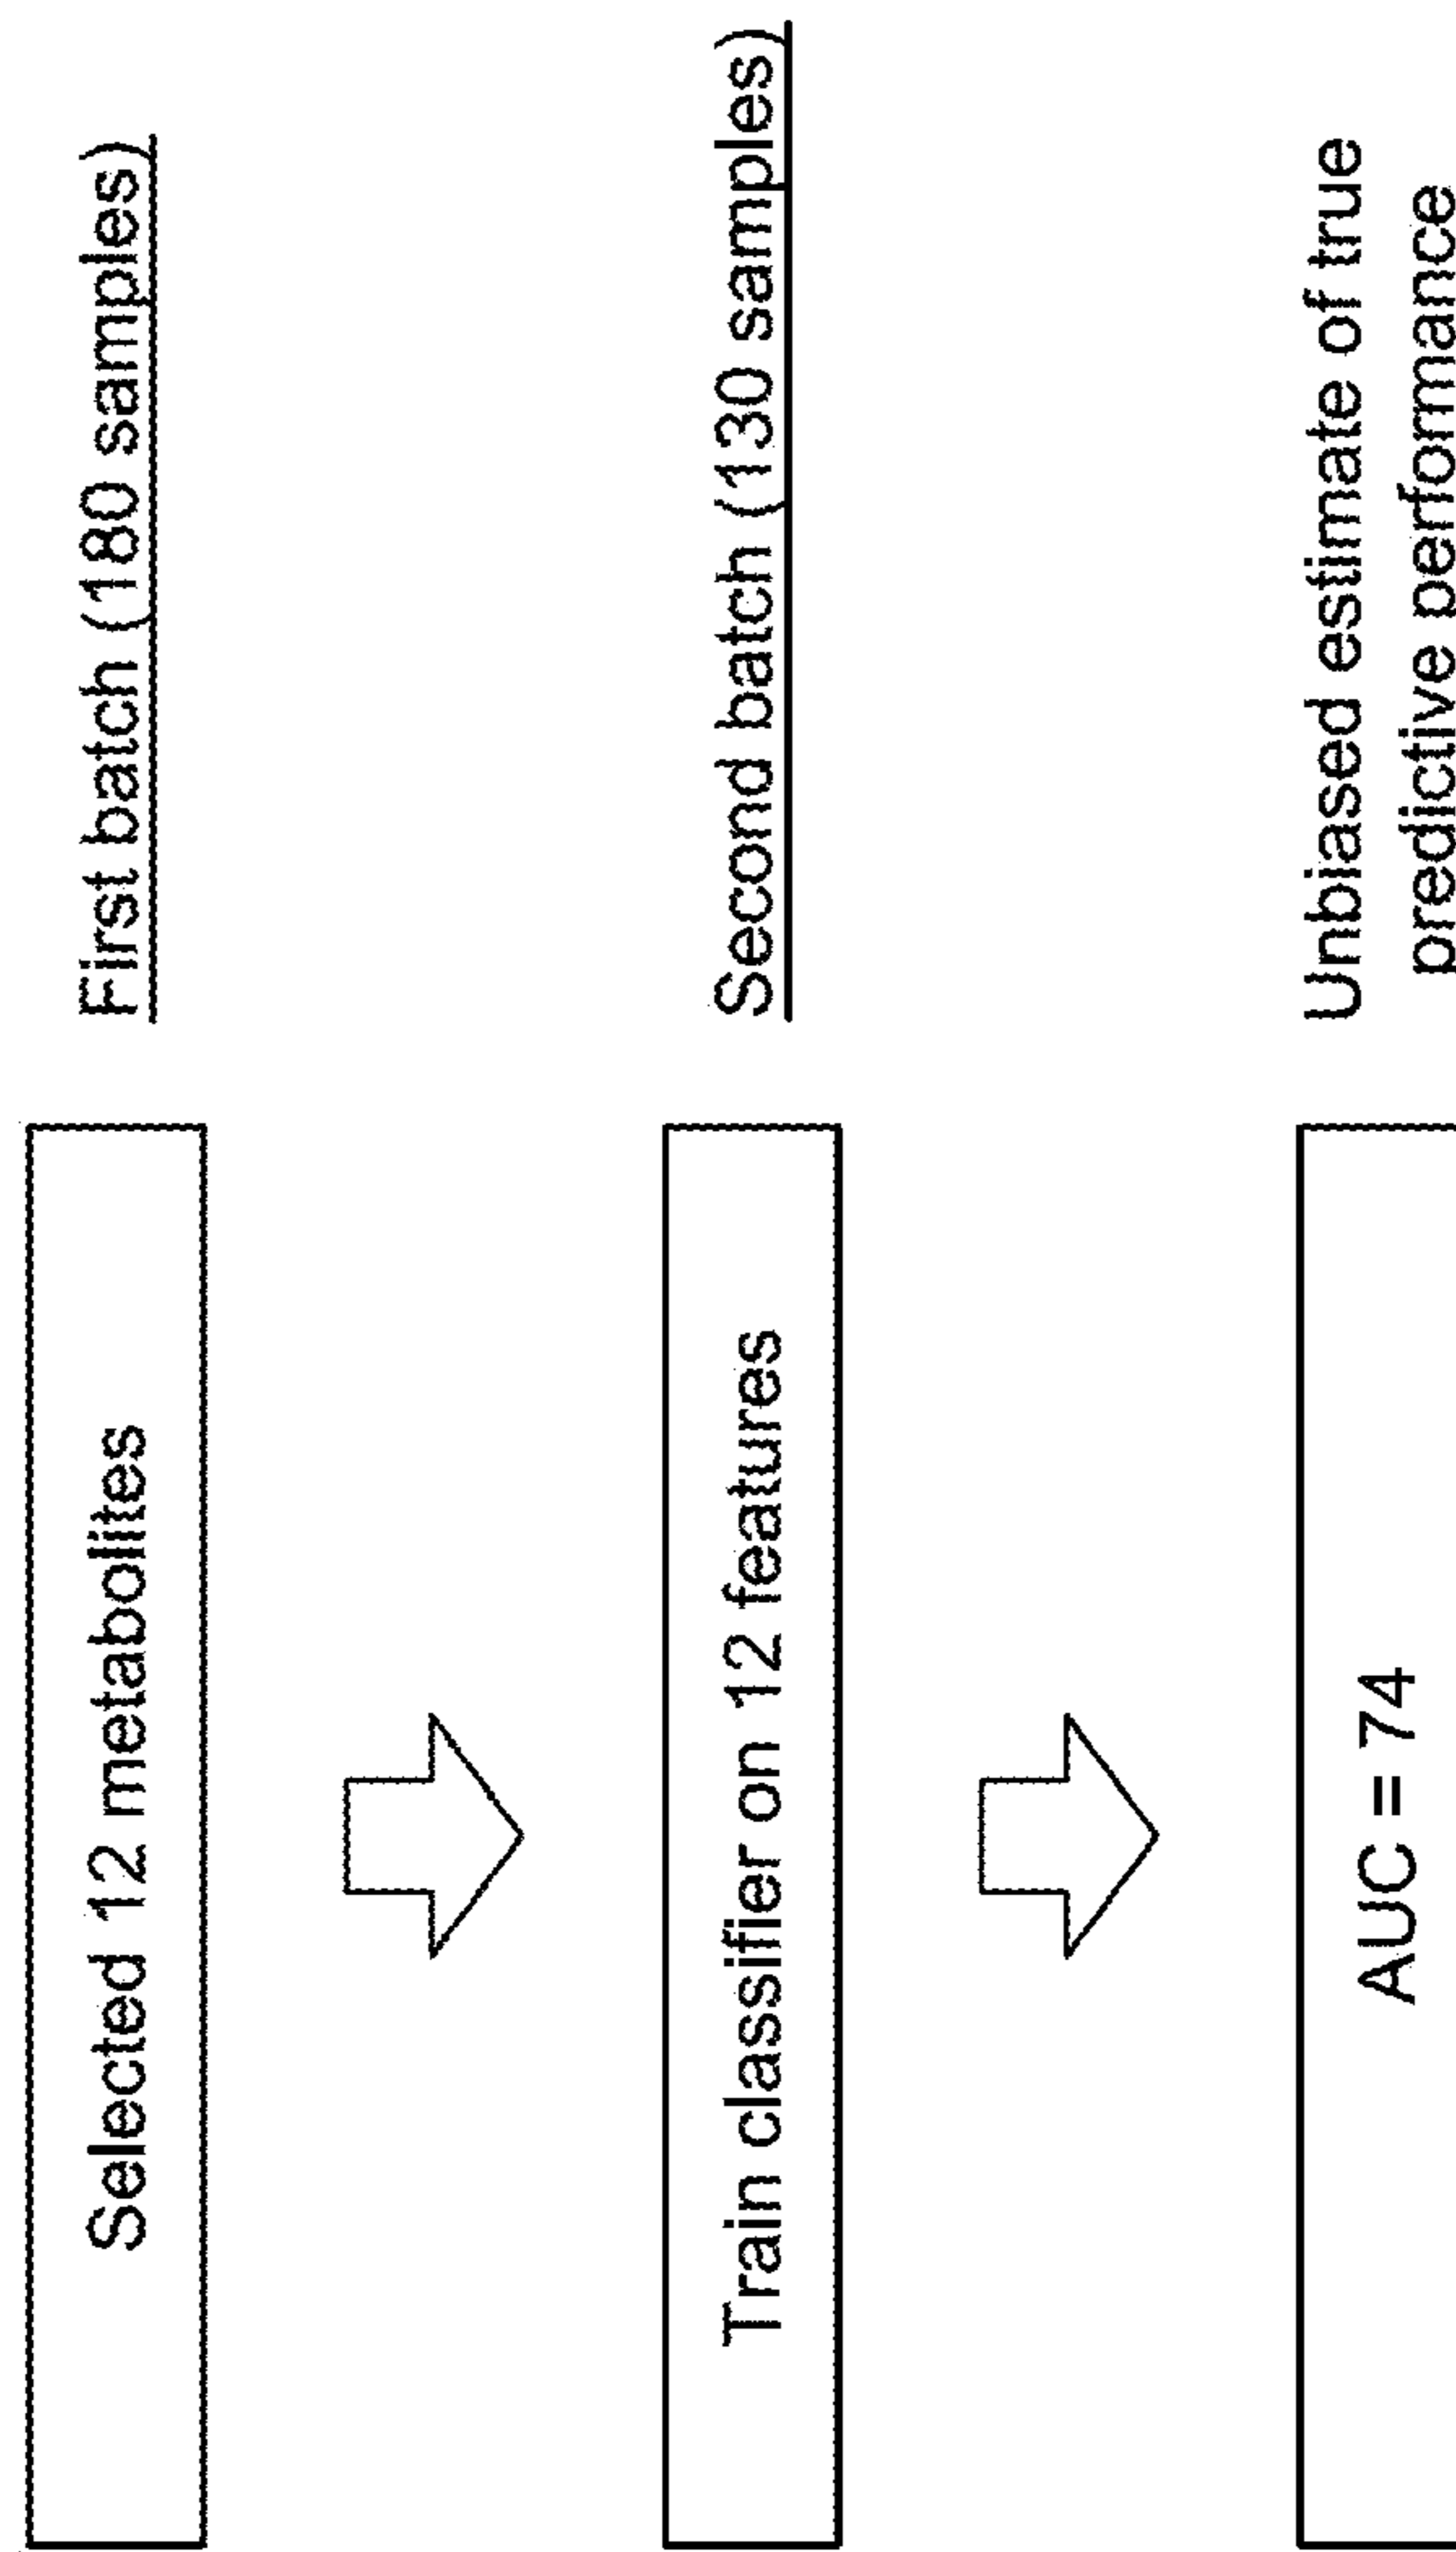 Selected 12 metabolites
First batch (180 samples)
Train classifier on 12 features
Second batch (130 samples)
AUC = 74
Unbiased estimate of true
predictive performance